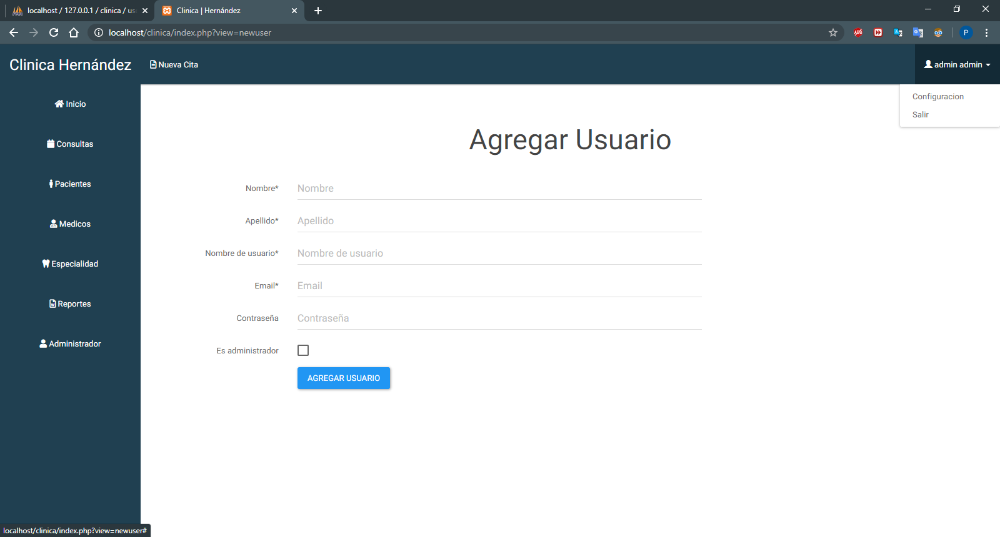 localhost / 127.0.0.1 / clinica / us
Clinica | Hernández
localhost/clinica/index.php?view=newuser
P
Clinica Hernández
Nueva Cita
admin admin
Configuracion
Salir
Inicio
Consultas
Pacientes
Medicos
Especialidad
Reportes
Administrador
Agregar Usuario
Nombre* Nombre
Apellido* Apellido
Nombre de usuario* Nombre de usuario
Email* Email
Contraseña Contraseña
Es administrador
AGREGAR USUARIO
localhost/clinica/index.php?view=newuser#